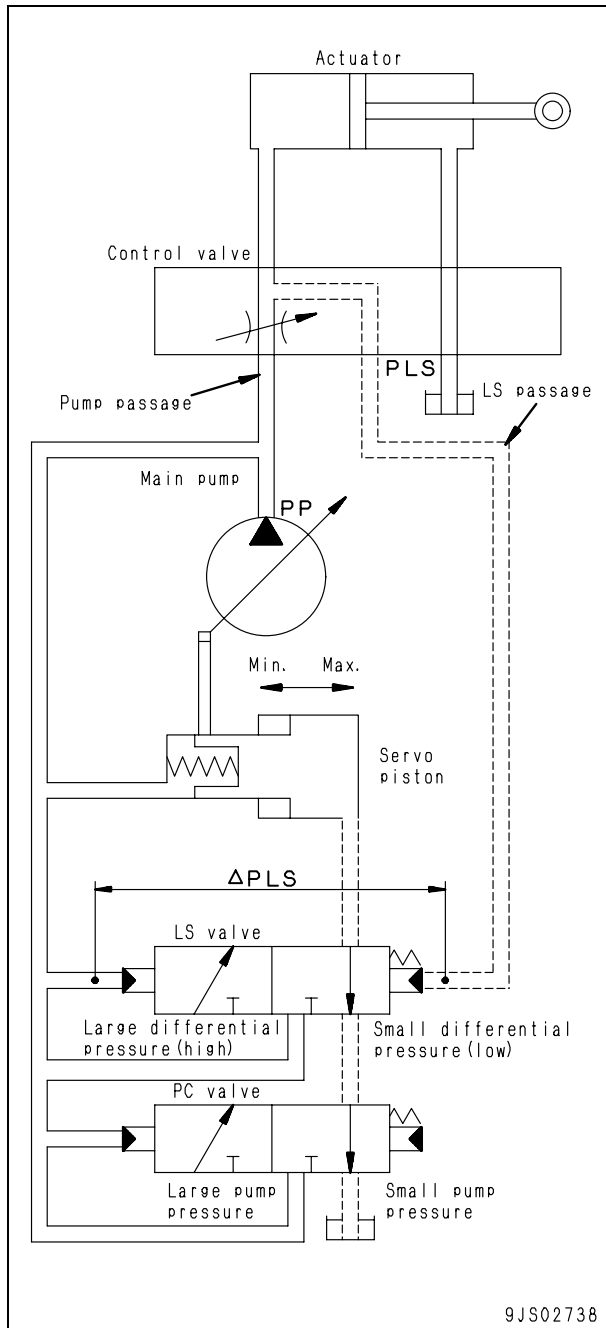 Actuator
Control valve
PLS
Pump passage
LS passage
Main pump
PP
Min. Max.
Servo
piston
ΔPLS
LS valve
Large differential
pressure(high)
Small differential
pressure(low)
PC valve
Large pump
pressure
Small pump
pressure
9JS02738